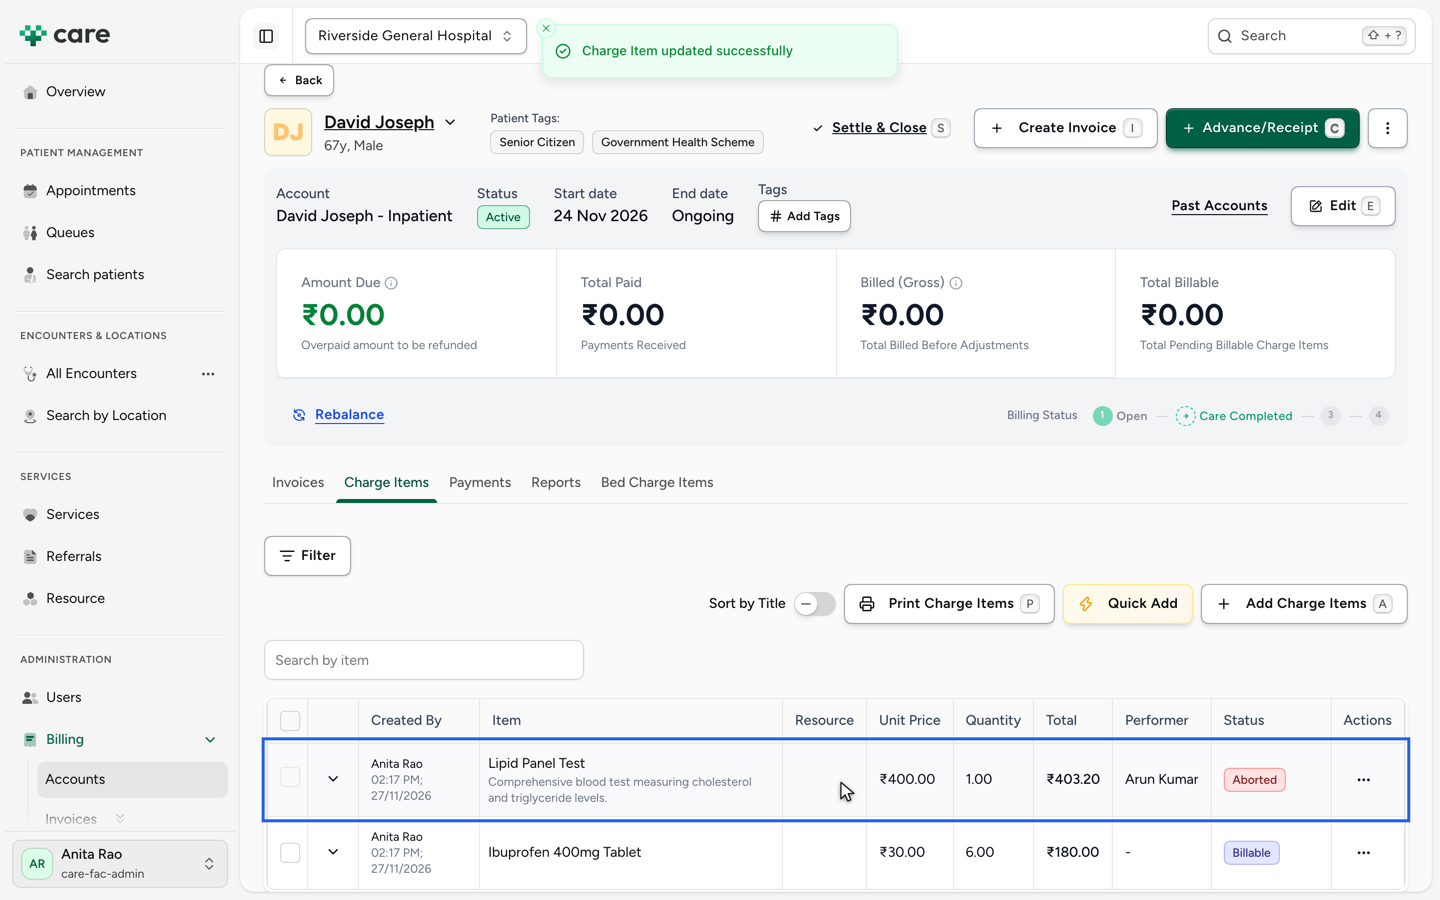 care
Riverside General Hospital
Charge Item updated successfully
Search
+ ?
Overview
PATIENT MANAGEMENT
Appointments
Queues
Search patients
ENCOUNTERS & LOCATIONS
All Encounters
Search by Location
SERVICES
Services
Referrals
Resource
ADMINISTRATION
Users
Billing
Accounts
Invoices
AR
Anita Rao
care-fac-admin
Back
DJ
David Joseph
67y, Male
Patient Tags:
Senior Citizen
Government Health Scheme
Settle & Close S
+ Create Invoice I
+ Advance/Receipt C
Account
David Joseph - Inpatient
Status
Active
Start date
24 Nov 2026
End date
Ongoing
Tags
# Add Tags
Past Accounts
Edit E
Amount Due
₹0.00
Overpaid amount to be refunded
Total Paid
₹0.00
Payments Received
Billed (Gross)
₹0.00
Total Billed Before Adjustments
Total Billable
₹0.00
Total Pending Billable Charge Items
Rebalance
Billing Status 1 Open Care Completed 3 4
Invoices Charge Items Payments Reports Bed Charge Items
Filter
Sort by Title
Print Charge Items P
Quick Add
+ Add Charge Items A
Search by item
Created By Item Resource Unit Price Quantity Total Performer Status Actions
Anita Rao
02:17 PM;
27/11/2026
Lipid Panel Test
Comprehensive blood test measuring cholesterol
and triglyceride levels.
₹400.00 1.00 ₹403.20 Arun Kumar Aborted
Anita Rao
02:17 PM;
27/11/2026
Ibuprofen 400mg Tablet ₹30.00 6.00 ₹180.00 - Billable